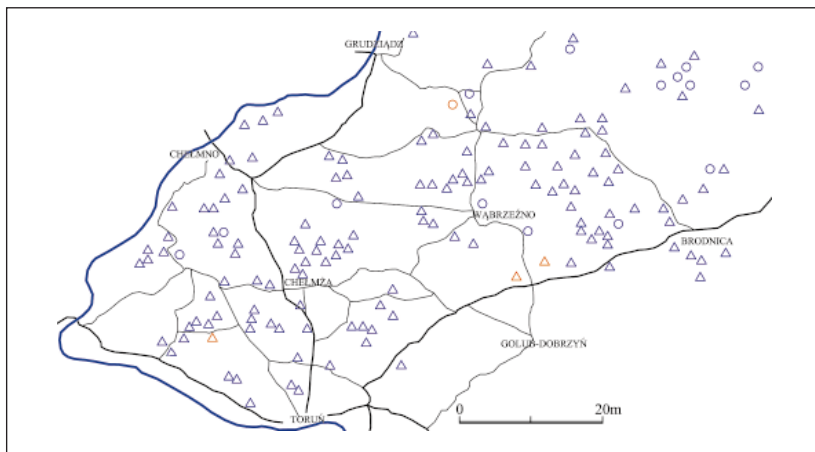 GRUDZIĄDZ
CHEŁMNO
WĄBRZEŹNO
BRODNICA
CHEŁMŻA
GOLUB-DOBRZYŃ
TORUŃ
0
20m